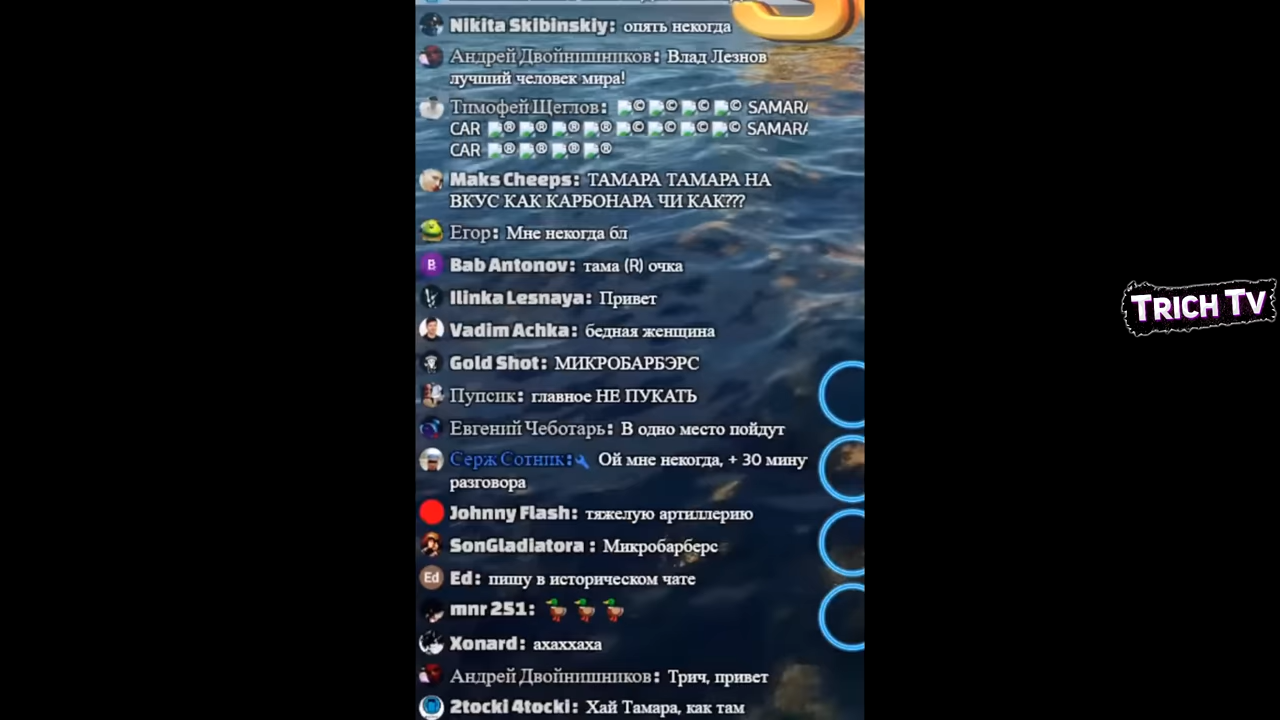 Nikita Skibinskiy: опять некогда
Андрей Двойнишников: Влад Лезнов
лучший человек мира!
Тимофей Щеглов: © © © © SAMARA
CAR ® ® ® ® © © © © SAMARA
CAR ® ® ® ®
Maks Cheeps: ТАМАРА ТАМАРА НА
ВКУС КАК КАРБОНАРА ЧИ КАК???
Егор: Мне некогда бл
B Bab Antonov: тама (R) очка
Ilinka Lesnaya: Привет
Vadim Achka: бедная женщина
Gold Shot: МИКРОБАРБЭРС
Пупсик: главное НЕ ПУКАТЬ
Евгений Чеботарь: В одно место пойдут
Серж Сотник: Ой мне некогда, + 30 мину
разговора
Johnny Flash: тяжелую артиллерию
SonGladiatora : Микробарберс
Ed Ed: пишу в историческом чате
mnr 251: 🦆 🦆 🦆
Xonard: ахаххаха
Андрей Двойнишников: Трич, привет
2tocki 4tocki: Хай Тамара, как там
TRICH TV